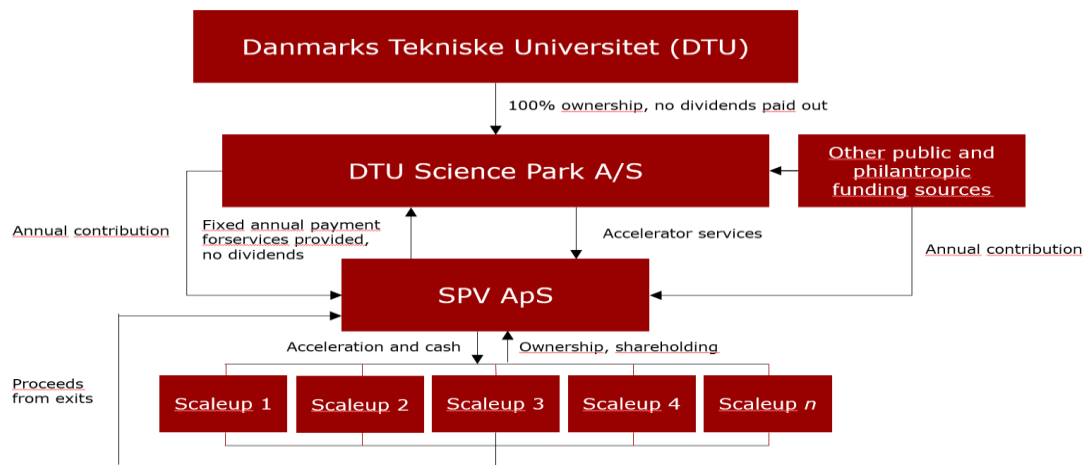 Danmarks Tekniske Universitet (DTU)
100% ownership, no dividends paid out
DTU Science Park A/S
Other public and
philantropic
funding sources
Annual contribution
Fixed annual payment
forservices provided,
no dividends
Accelerator services
Annual contribution
SPV ApS
Acceleration and cash
Ownership, shareholding
Proceeds
from exits
Scaleup 1
Scaleup 2
Scaleup 3
Scaleup 4
Scaleup n